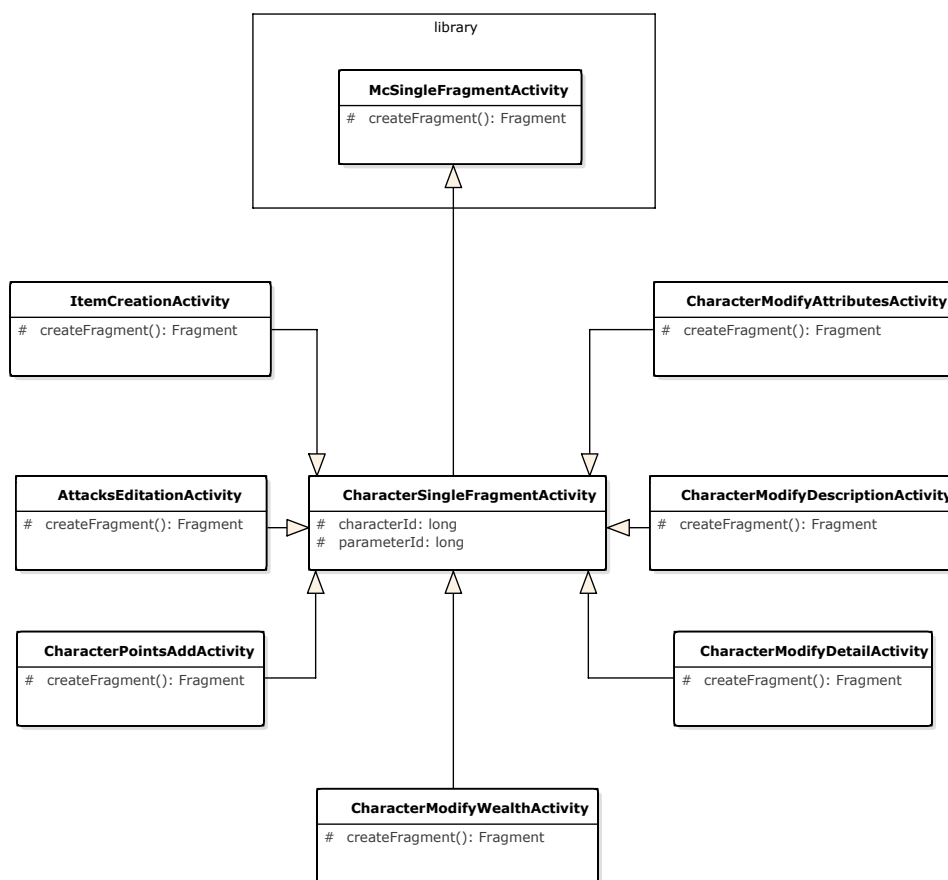 library
McSingleFragmentActivity
# createFragment(): Fragment
ItemCreationActivity
# createFragment(): Fragment
CharacterModifyAttributesActivity
# createFragment(): Fragment
AttacksEditationActivity
# createFragment(): Fragment
CharacterSingleFragmentActivity
# characterId: long
# parameterId: long
CharacterModifyDescriptionActivity
# createFragment(): Fragment
CharacterPointsAddActivity
# createFragment(): Fragment
CharacterModifyDetailActivity
# createFragment(): Fragment
CharacterModifyWealthActivity
# createFragment(): Fragment